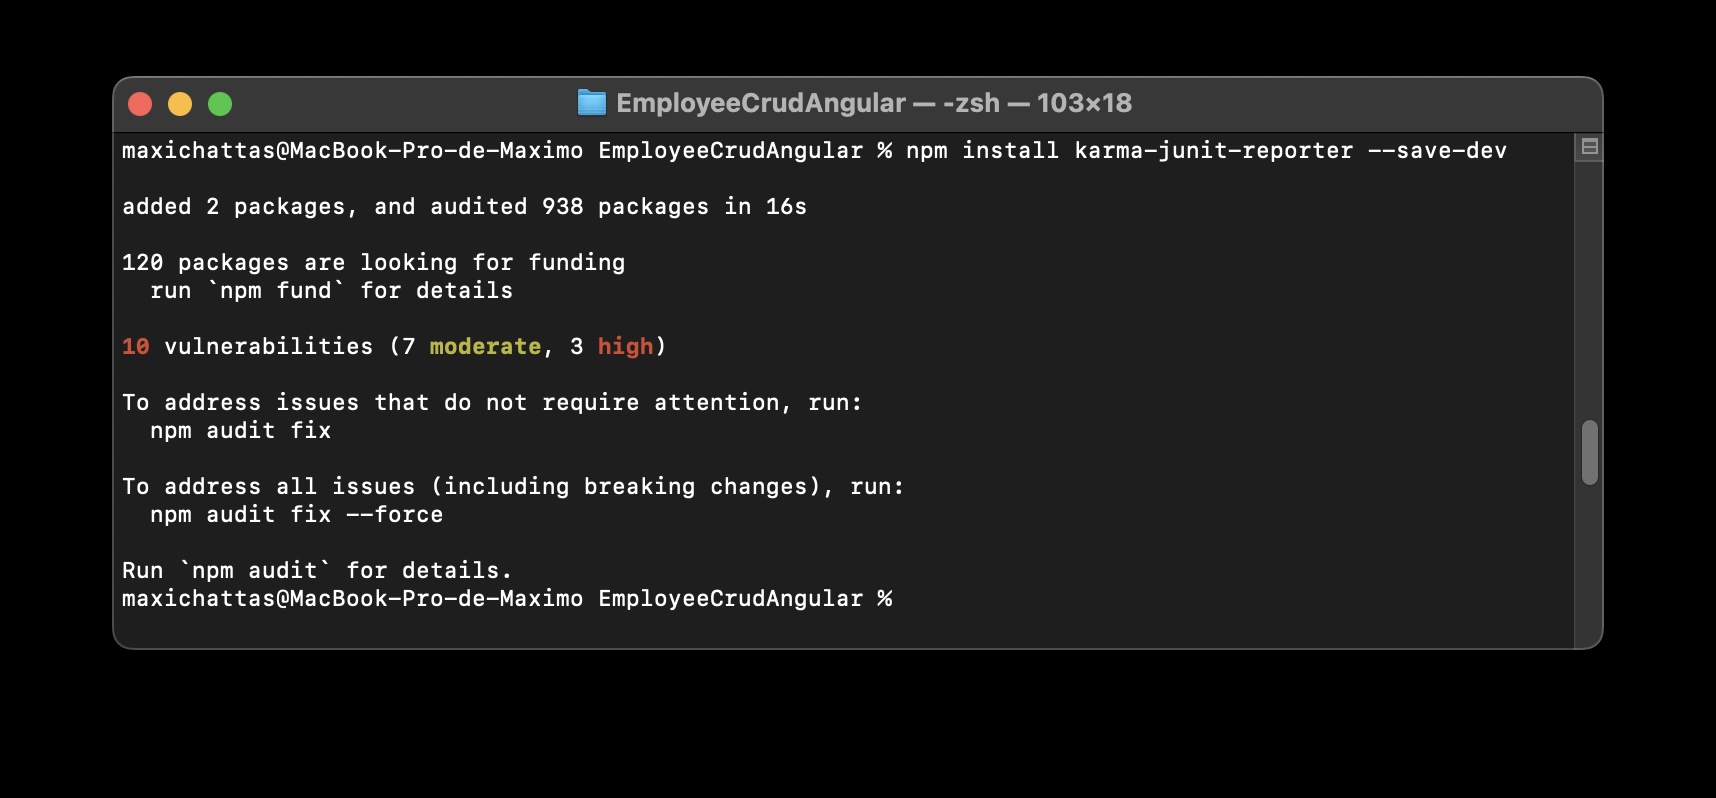 EmployeeCrudAngular — -zsh — 103×18
maxichattas@MacBook-Pro-de-Maximo EmployeeCrudAngular % npm install karma-junit-reporter --save-dev
added 2 packages, and audited 938 packages in 16s
120 packages are looking for funding
  run `npm fund` for details
10 vulnerabilities (7 moderate, 3 high)
To address issues that do not require attention, run:
  npm audit fix
To address all issues (including breaking changes), run:
  npm audit fix --force
Run `npm audit` for details.
maxichattas@MacBook-Pro-de-Maximo EmployeeCrudAngular %